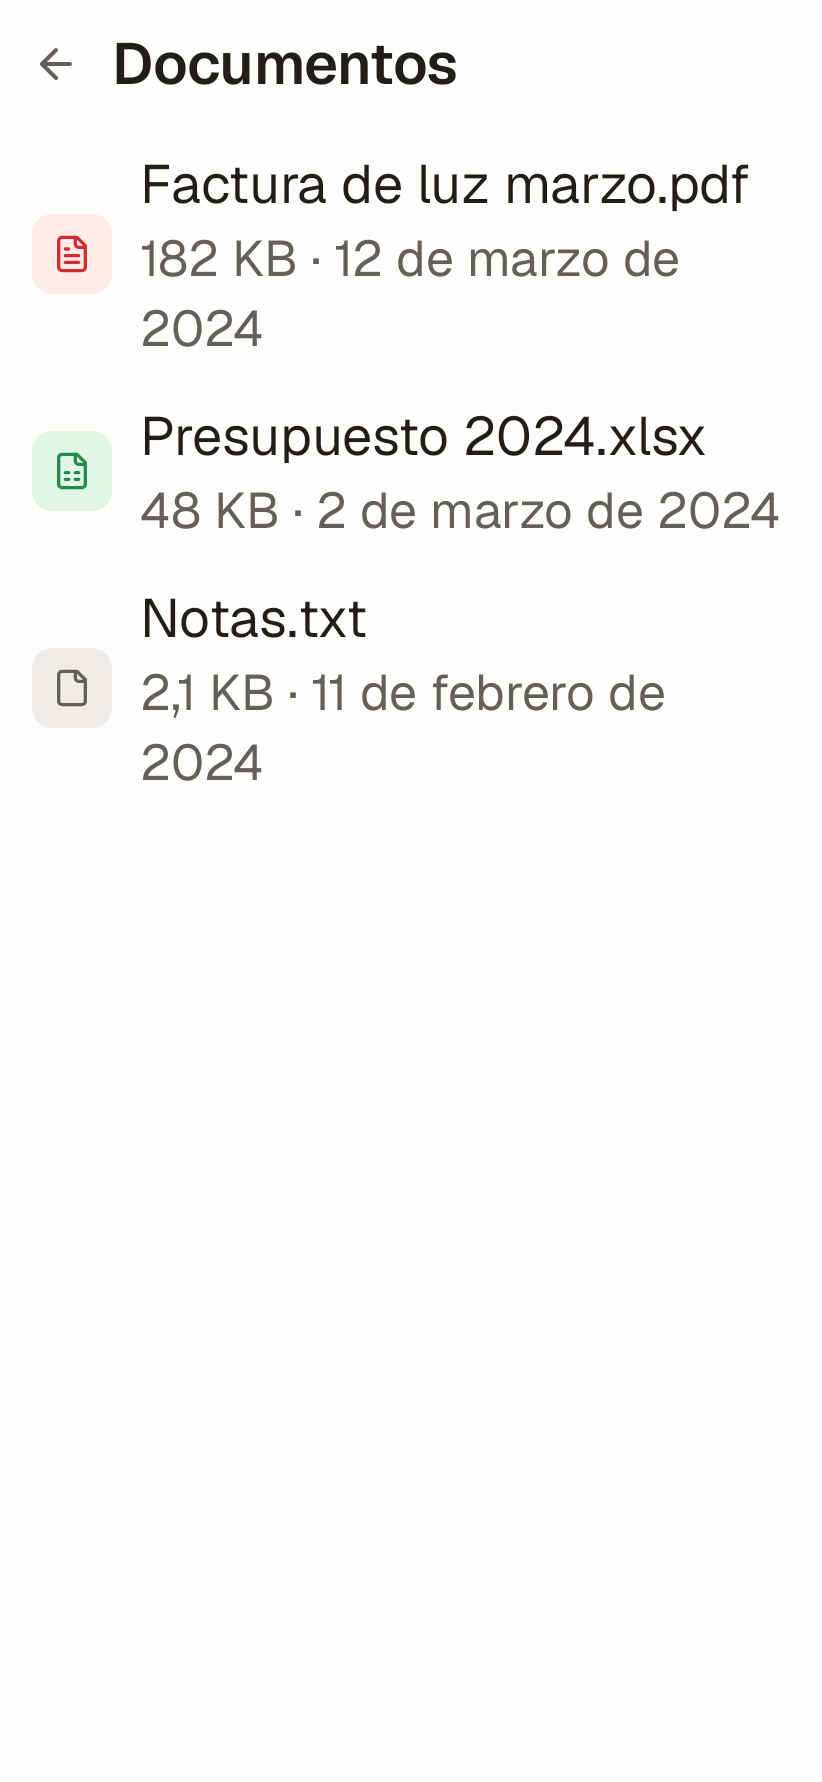 Documentos
Factura de luz marzo.pdf
182 KB · 12 de marzo de
2024
Presupuesto 2024.xlsx
48 KB · 2 de marzo de 2024
Notas.txt
2,1 KB · 11 de febrero de
2024